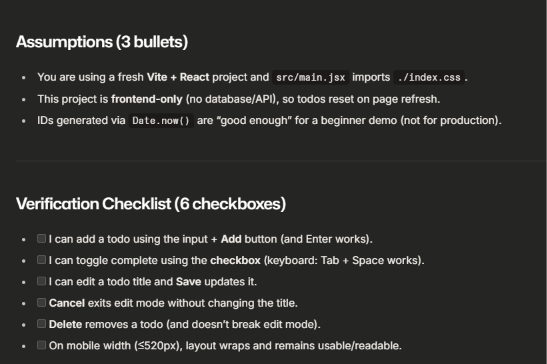 Assumptions (3 bullets)
You are using a fresh Vite + React project and src/main.jsx imports ./index.css.
This project is frontend-only (no database/API), so todos reset on page refresh.
IDs generated via Date.now() are “good enough” for a beginner demo (not for production).
Verification Checklist (6 checkboxes)
I can add a todo using the input + Add button (and Enter works).
I can toggle complete using the checkbox (keyboard: Tab + Space works).
I can edit a todo title and Save updates it.
Cancel exits edit mode without changing the title.
Delete removes a todo (and doesn’t break edit mode).
On mobile width (≤520px), layout wraps and remains usable/readable.